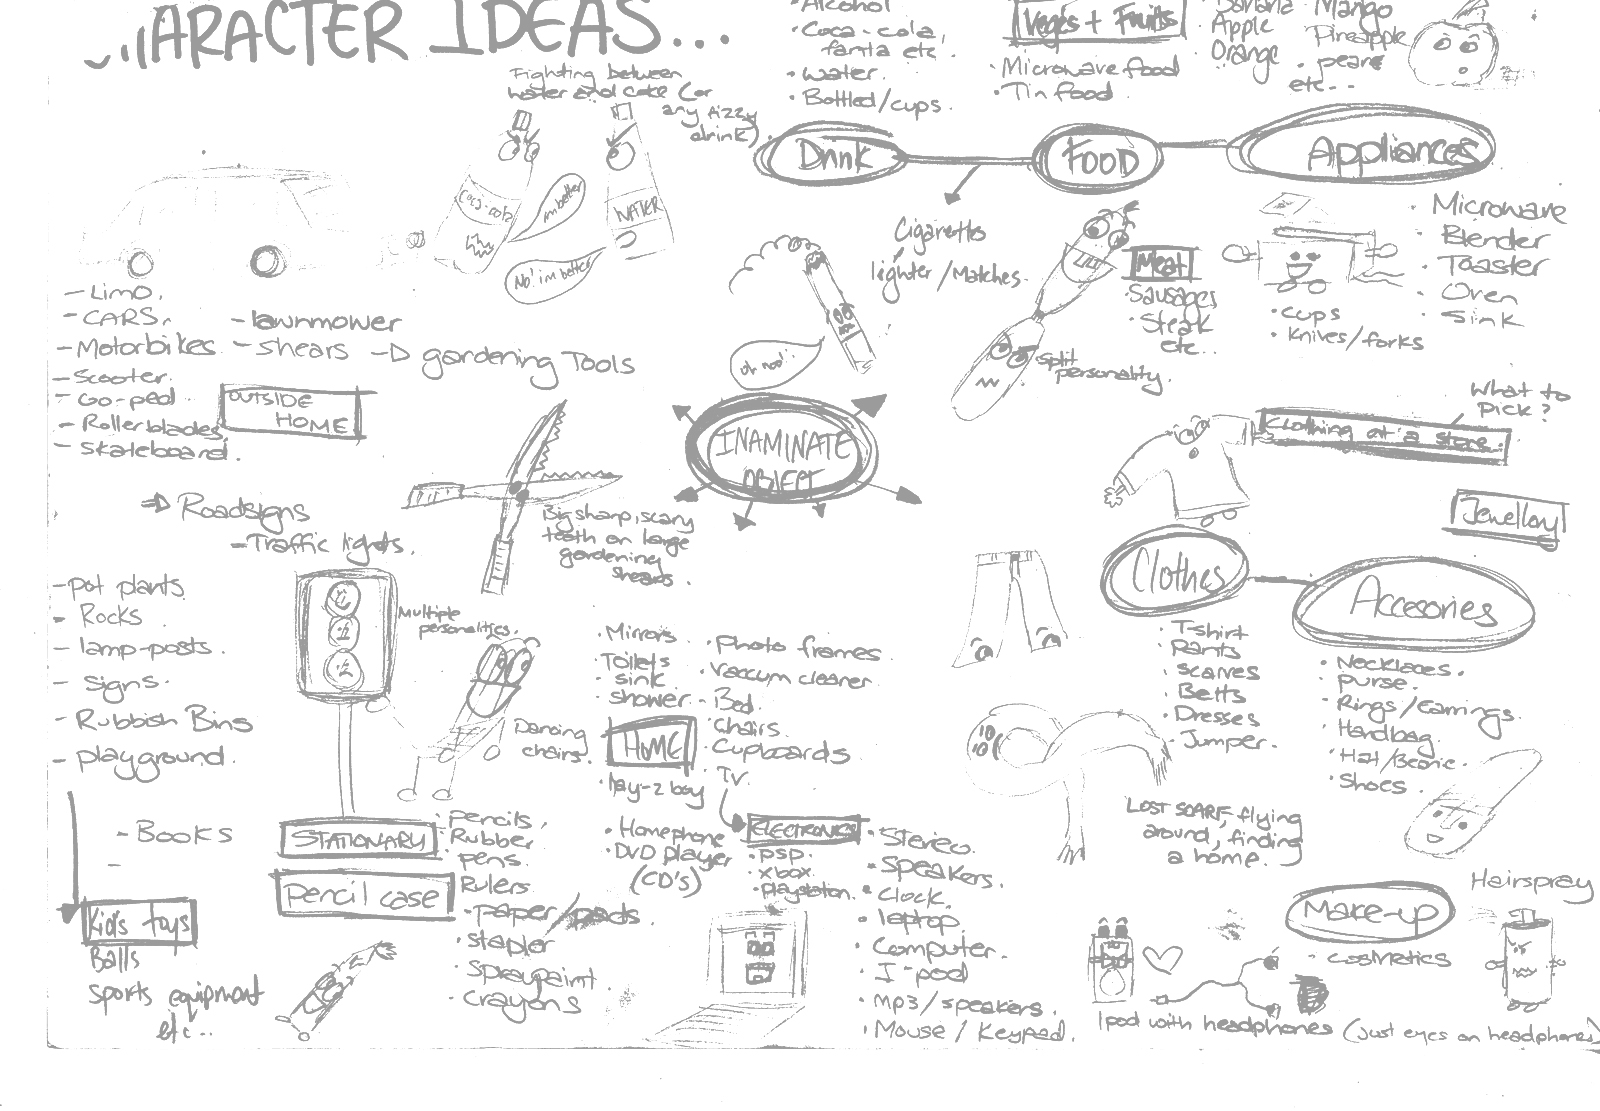 ARACTER IDEAS...
Fighting between
water and coke (or
any fizzy
drink)
coca-cola
im better
WATER
No! im better
· Alcohol
· Coca-cola,
fanta etc
· water.
· Bottled/cups.
Drink
Veges + Fruits
· Microwave food
· Tin food.
Banana
Apple
Orange
· Mango
· Pineapple
· peare
etc...
FOOD
Appliances
Cigarettes
lighter/Matches.
oh no!..
Meat
· Sausages
· Steak
etc...
Split
personality.
· cups
· Knives/forks
· Microwave
· Blender
· Toaster
· Oven
· Sink
- Limo.
- CARS.
- Motorbikes
- Scooter.
- Go-ped
- Rollerblades.
- skateboard.
- lawnmower
- shears
gardening Tools
OUTSIDE
HOME
Roadsigns
- Traffic lights.
- pot plants
- Rocks
- lamp-posts.
- signs.
- Rubbish Bins
- playground.
- Books
-
Kids toys
Balls
sports equipment
etc...
INAMINATE
OBJECT
Big sharp, scary
teeth on large
gardening
shears.
Multiple
personalities.
Dancing
chairs.
· Mirrors
· Toilets
· sink
· shower
· Photo frames
· Vaccum cleaner
· Bed.
· chairs.
· Cupboards
· TV
HOME
· lay-z boy
· Homephone
· DVD player
(CD's)
ELECTRONICS
· PSP.
· Xbox
· Playstation.
· Stereo.
· Speakers.
· Clock.
· laptop.
· Computer.
· I-pod
· Mp3/speakers.
· Mouse/Keypad.
STATIONARY
Pencil case
· pencils,
· Rubber
· pens.
· Rulers
· paper/pads.
· stapler
· Spraypaint.
· crayons
What to
pick?
Clothing at a store.
Jewellery
Clothes
· T-shirt
· pants
· scarves
· Belts
· Dresses
· Jumper.
Accesories
· Necklaces.
· purse.
· Rings/Earrings.
· Handbag
· Hat/Beanie.
· Shoes.
LOST SCARF, flying
around, finding
a home.
Make-up
· cosmetics
Hairspray
Ipod with headphones (Just eyes on headphones)